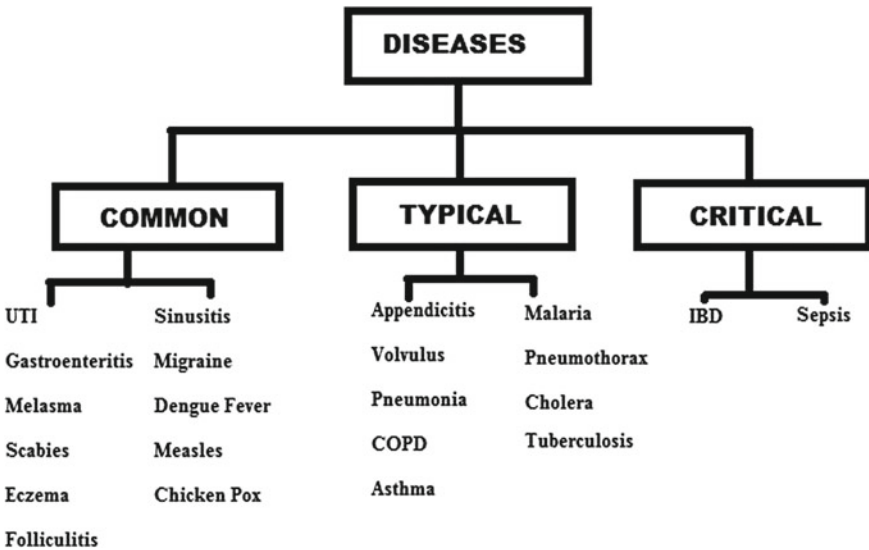 DISEASES
COMMON
TYPICAL
CRITICAL
UTI
Gastroenteritis
Melasma
Scabies
Eczema
Folliculitis
Sinusitis
Migraine
Dengue Fever
Measles
Chicken Pox
Appendicitis
Volvulus
Pneumonia
COPD
Asthma
Malaria
Pneumothorax
Cholera
Tuberculosis
IBD
Sepsis